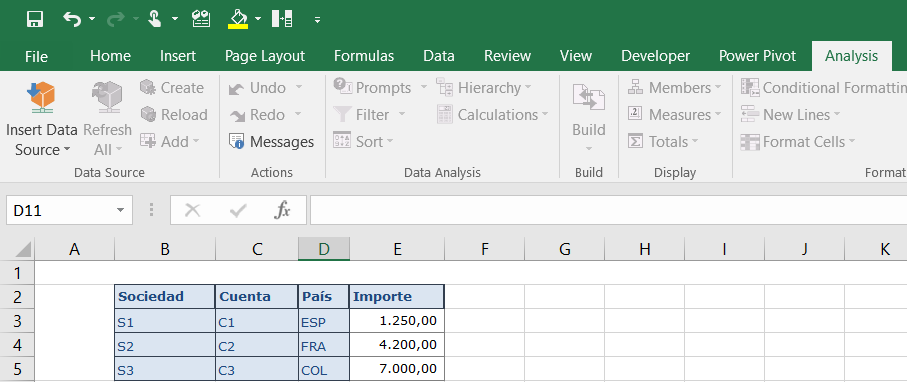 File Home Insert Page Layout Formulas Data Review View Developer Power Pivot Analysis
Insert Data Source Refresh All Create Reload Add
Undo Redo Messages
Prompts Filter Sort Hierarchy Calculations
Build
Members Measures Totals
Conditional Formattin New Lines Format Cells
Data Source Actions Data Analysis Build Display Format
D11 fx
A B C D E F G H I J K
1
2 Sociedad Cuenta País Importe
3 S1 C1 ESP 1.250,00
4 S2 C2 FRA 4.200,00
5 S3 C3 COL 7.000,00